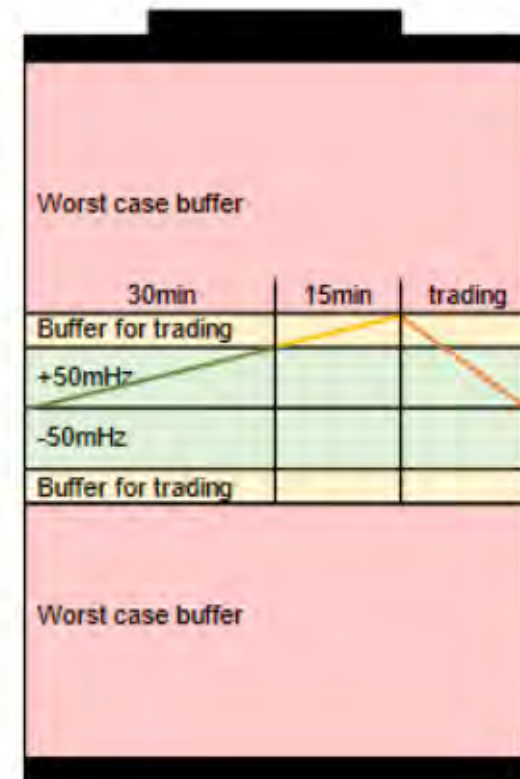 Worst case buffer
30min 15min trading
Buffer for trading
+50mHz
-50mHz
Buffer for trading
Worst case buffer